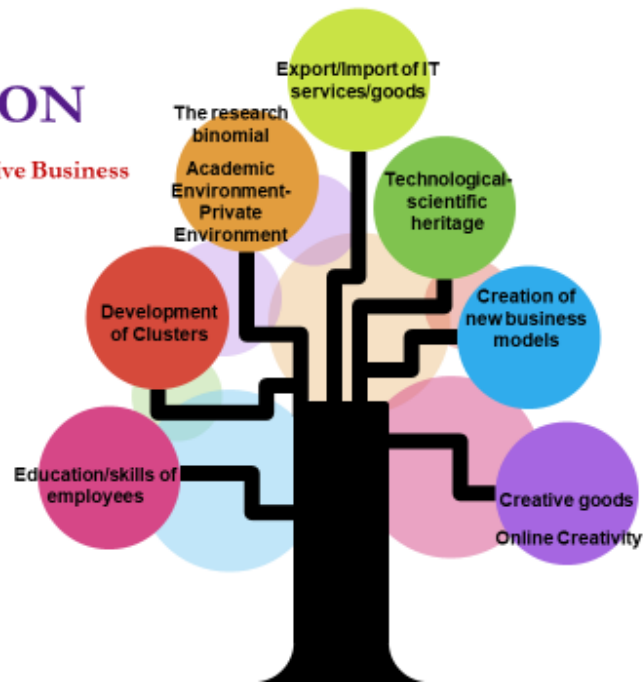 ON
ive Business
Export/Import of IT
services/goods
The research
binomial
Academic
Environment-
Private
Environment
Technological-
scientific
heritage
Development
of Clusters
Creation of
new business
models
Education/skills of
employees
Creative goods
Online Creativity